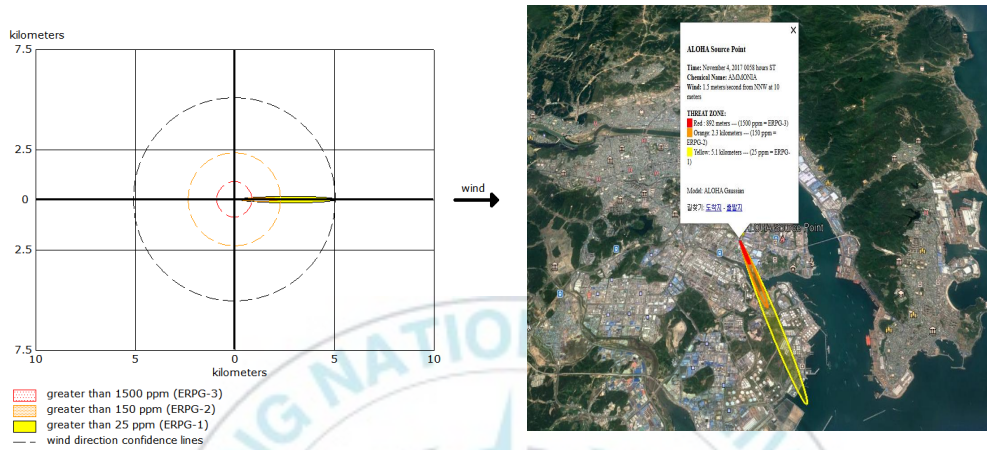 kilometers
7.5
2.5
0
2.5
7.5
10
5
0
5
10
kilometers
wind
greater than 1500 ppm (ERPG-3)
greater than 150 ppm (ERPG-2)
greater than 25 ppm (ERPG-1)
wind direction confidence lines
X
ALOHA Source Point
Time: November 4, 2017 0058 hours ST
Chemical Name: AMMONIA
Wind: 1.5 meters/second from NNW at 10
meters
THREAT ZONE:
Red : 892 meters --- (1500 ppm = ERPG-3)
Orange: 2.3 kilometers --- (150 ppm =
ERPG-2)
Yellow: 5.1 kilometers --- (25 ppm = ERPG-
1)
Model: ALOHA Gaussian
길찾기: 도착지 - 출발지
ALOHA Source Point
NG NATIO